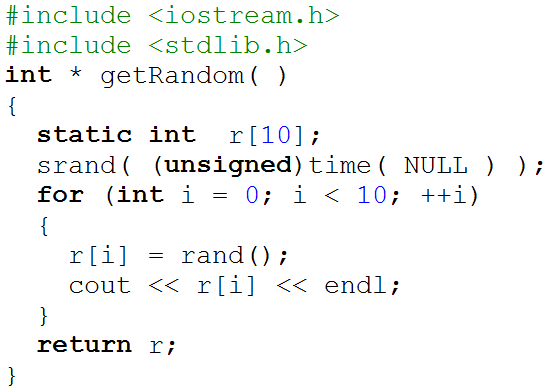 #include <iostream.h>
#include <stdlib.h>
int * getRandom( )
{
  static int  r[10];
  srand( (unsigned)time( NULL ) );
  for (int i = 0; i < 10; ++i)
  {
    r[i] = rand();
    cout << r[i] << endl;
  }
  return r;
}